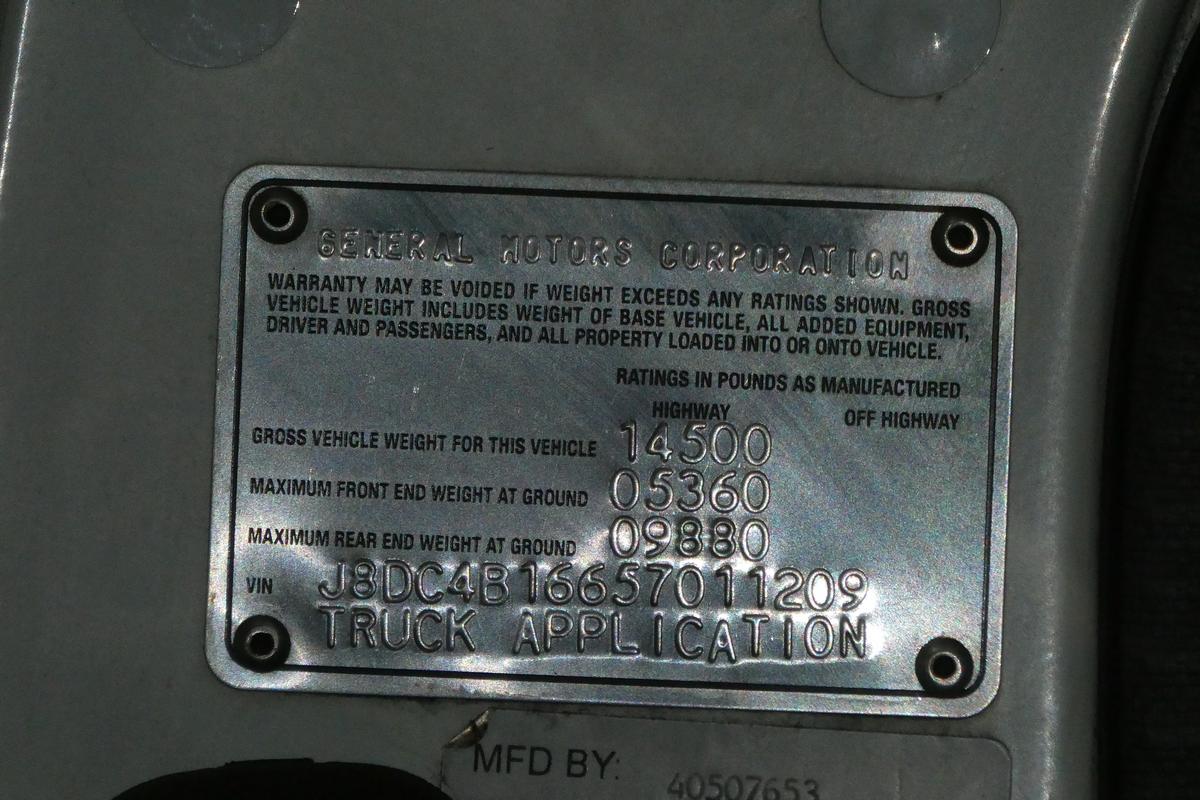 GENERAL MOTORS CORPORATION
WARRANTY MAY BE VOIDED IF WEIGHT EXCEEDS ANY RATINGS SHOWN. GROSS
VEHICLE WEIGHT INCLUDES WEIGHT OF BASE VEHICLE, ALL ADDED EQUIPMENT,
DRIVER AND PASSENGERS, AND ALL PROPERTY LOADED INTO OR ONTO VEHICLE.
RATINGS IN POUNDS AS MANUFACTURED
HIGHWAY OFF HIGHWAY
GROSS VEHICLE WEIGHT FOR THIS VEHICLE 14500
MAXIMUM FRONT END WEIGHT AT GROUND 05360
MAXIMUM REAR END WEIGHT AT GROUND 09880
VIN J8DC4B16657011209
TRUCK APPLICATION
MFD BY:
40507653